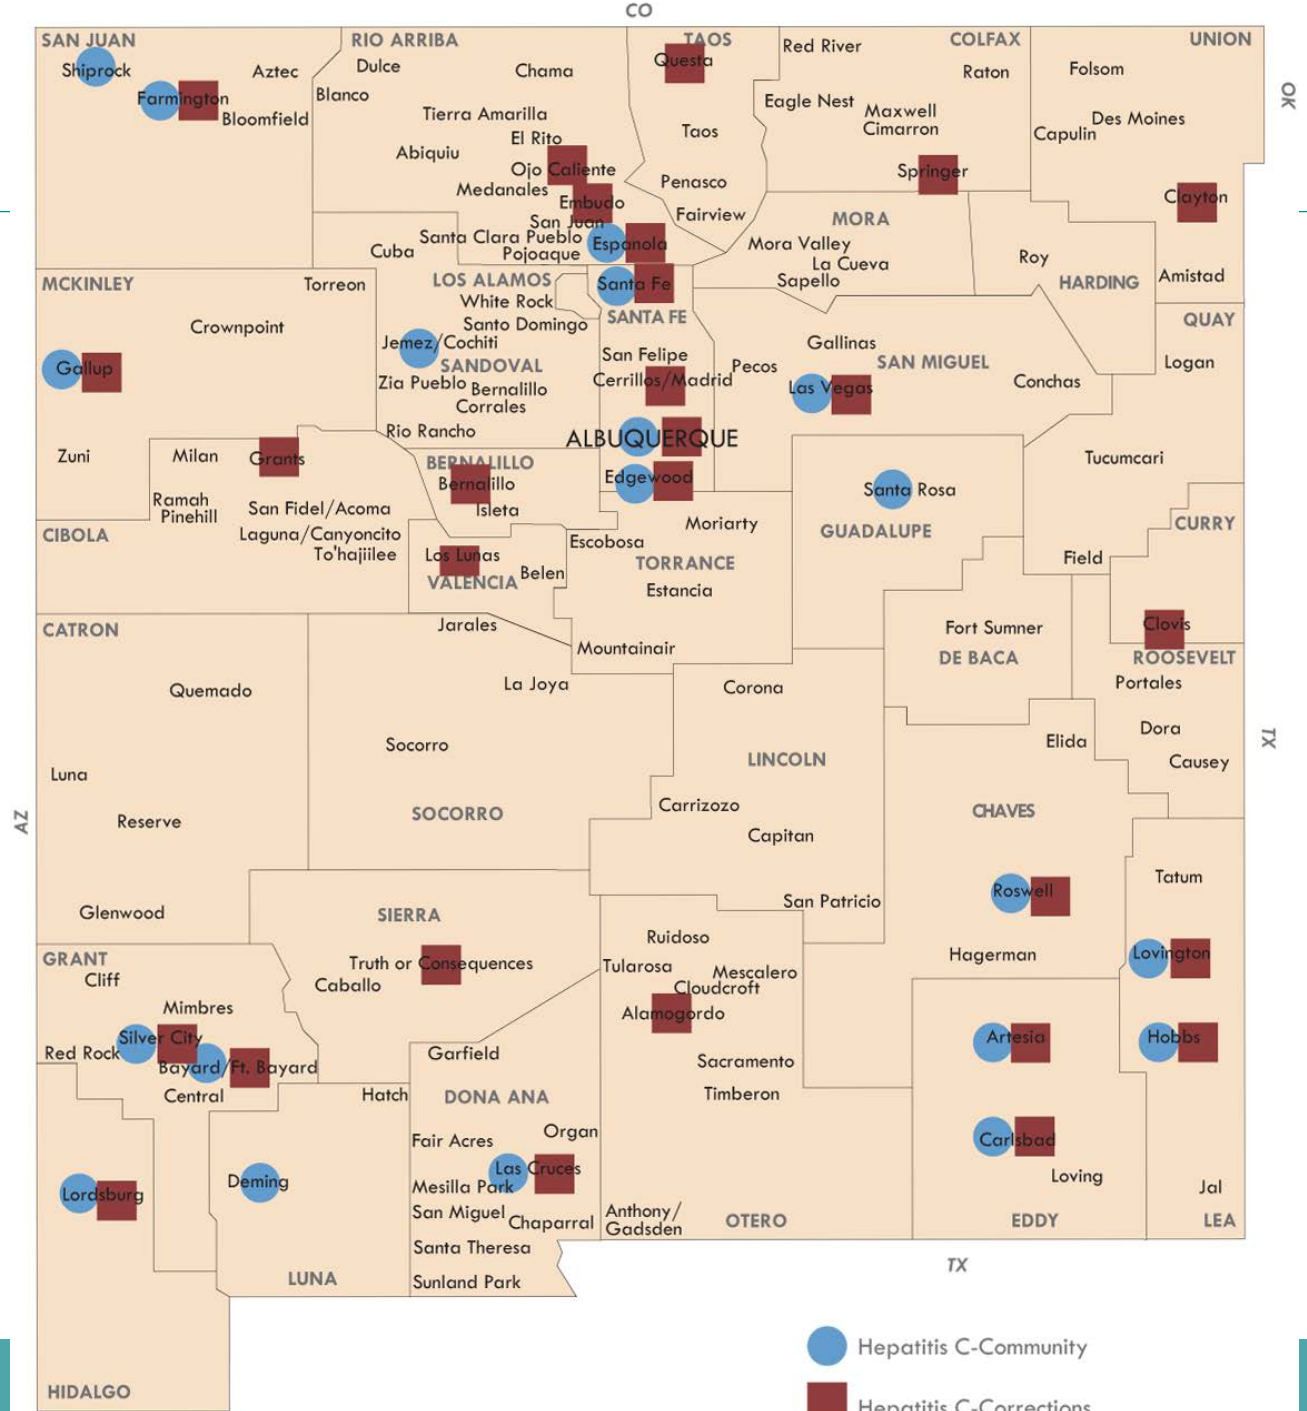 CO
SAN JUAN
RIO ARRIBA
TAOS
COLFAX
UNION
Red River
Questa
Dulce
Shiprock
Aztec
Chama
Raton
Folsom
OK
Blanco
Farmington
Bloomfield
Eagle Nest
Maxwell
Cimarron
Des Moines
Capulin
Tierra Amarilla
El Rito
Taos
Abiquiu
Ojo Caliente
Springer
Medanales
Penasco
Embudo
Clayton
San Juan
Fairview
MORA
Santa Clara Pueblo
Espanola
Mora Valley
Cuba
Pojoaque
La Cueva
Roy
Sapello
HARDING
Amistad
MCKINLEY
Torreon
LOS ALAMOS
Santa Fe
White Rock
SANTA FE
QUAY
Crownpoint
Santo Domingo
Jemez/Cochiti
Gallinas
SANDOVAL
San Felipe
Pecos
SAN MIGUEL
Logan
Gallup
Zia Pueblo
Bernalillo
Cerrillos/Madrid
Las Vegas
Conchas
Corrales
Rio Rancho
ALBUQUERQUE
Zuni
Milan
Grants
BERNALILLO
Tucumcari
Bernalillo
Edgewood
Santa Rosa
Ramah
Pinehill
San Fidel/Acoma
Isleta
Moriarty
GUADALUPE
CURRY
CIBOLA
Laguna/Canyoncito
To'hajiilee
Escobosa
Los Lunas
TORRANCE
Field
Belen
VALENCIA
Estancia
CATRON
Jarales
Fort Sumner
Clovis
Mountainair
DE BACA
ROOSEVELT
Quemado
La Joya
Corona
Portales
Socorro
Elida
Dora
TX
LINCOLN
Causey
Luna
AZ
Reserve
SOCORRO
Carrizozo
CHAVES
Capitan
Tatum
Roswell
San Patricio
Glenwood
SIERRA
GRANT
Ruidoso
Hagerman
Lovington
Cliff
Truth or Consequences
Tularosa
Mescalero
Caballo
Cloudcroft
Mimbres
Alamogordo
Silver City
Artesia
Hobbs
Red Rock
Garfield
Bayard/Ft. Bayard
Sacramento
Central
Hatch
DONA ANA
Timberon
Fair Acres
Organ
Carlsbad
Las Cruces
Loving
Lordsburg
Deming
Mesilla Park
Jal
San Miguel
Chaparral
Anthony/
Gadsden
OTERO
EDDY
LEA
Santa Theresa
LUNA
Sunland Park
TX
Hepatitis C-Community
HIDALGO
Hepatitis C-Corrections